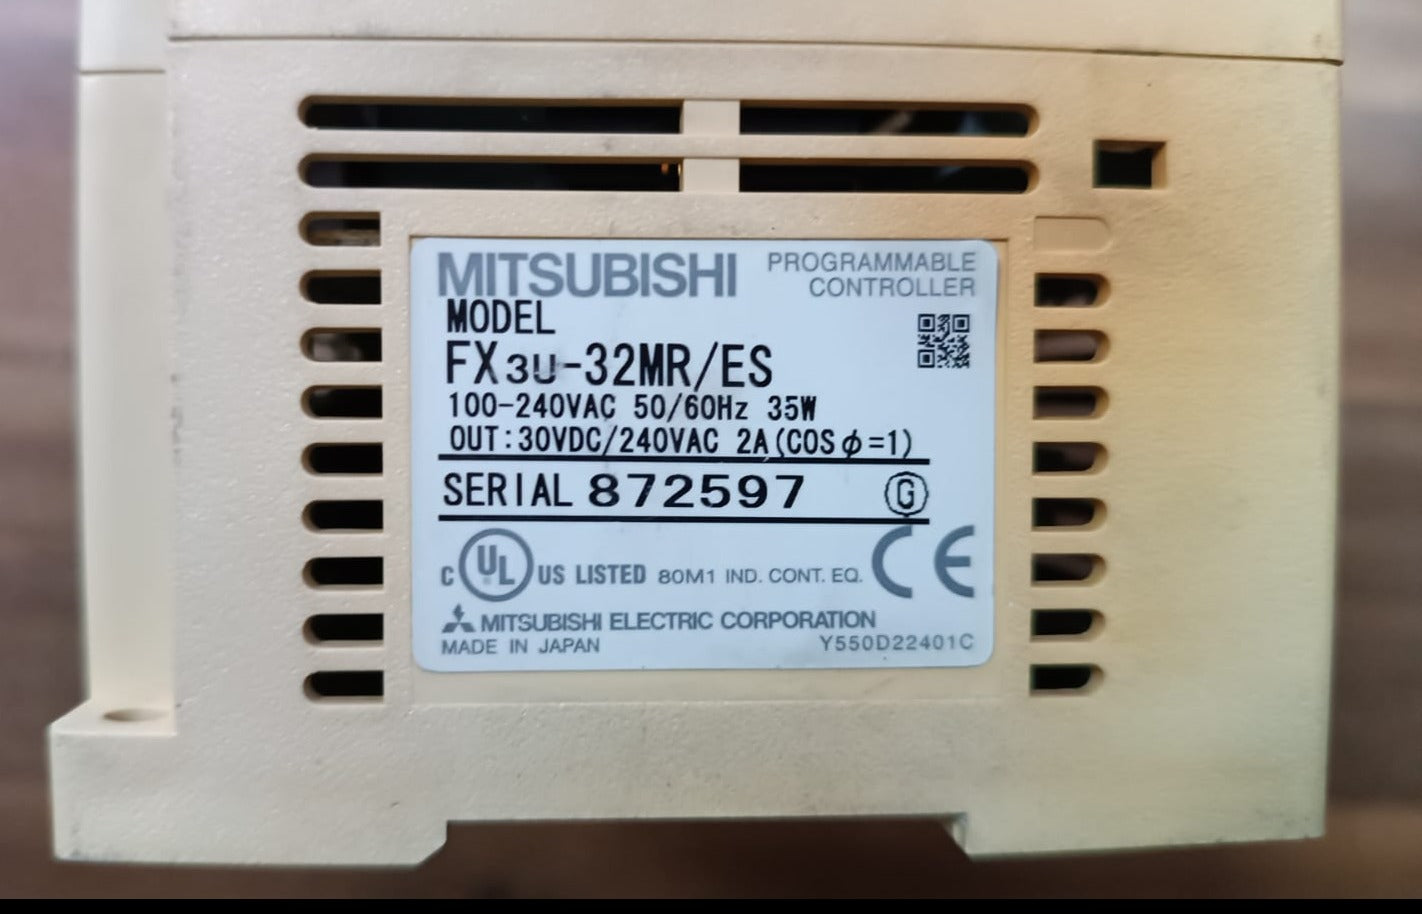 MITSUBISHI
PROGRAMMABLE
CONTROLLER
MODEL
FX3U-32MR/ES
100-240VAC 50/60Hz 35W
OUT:30VDC/240VAC 2A(COSφ=1)
SERIAL 872597 G
C UL US LISTED 80M1 IND. CONT. EQ. CE
MITSUBISHI ELECTRIC CORPORATION
MADE IN JAPAN Y550D22401C